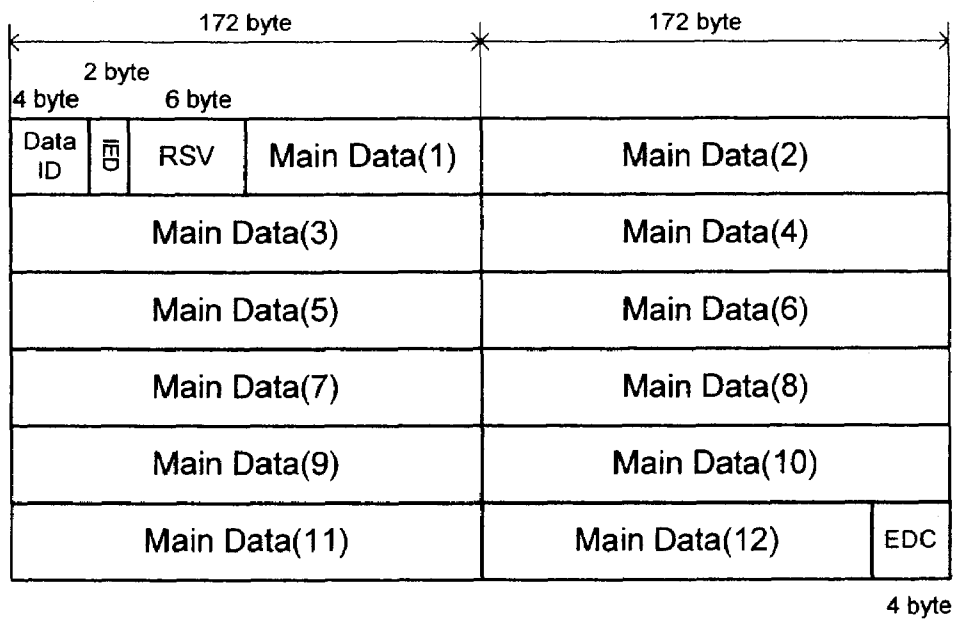 172 byte 172 byte
2 byte
4 byte 6 byte
Data ID IED RSV Main Data(1) Main Data(2)
Main Data(3) Main Data(4)
Main Data(5) Main Data(6)
Main Data(7) Main Data(8)
Main Data(9) Main Data(10)
Main Data(11) Main Data(12) EDC
4 byte